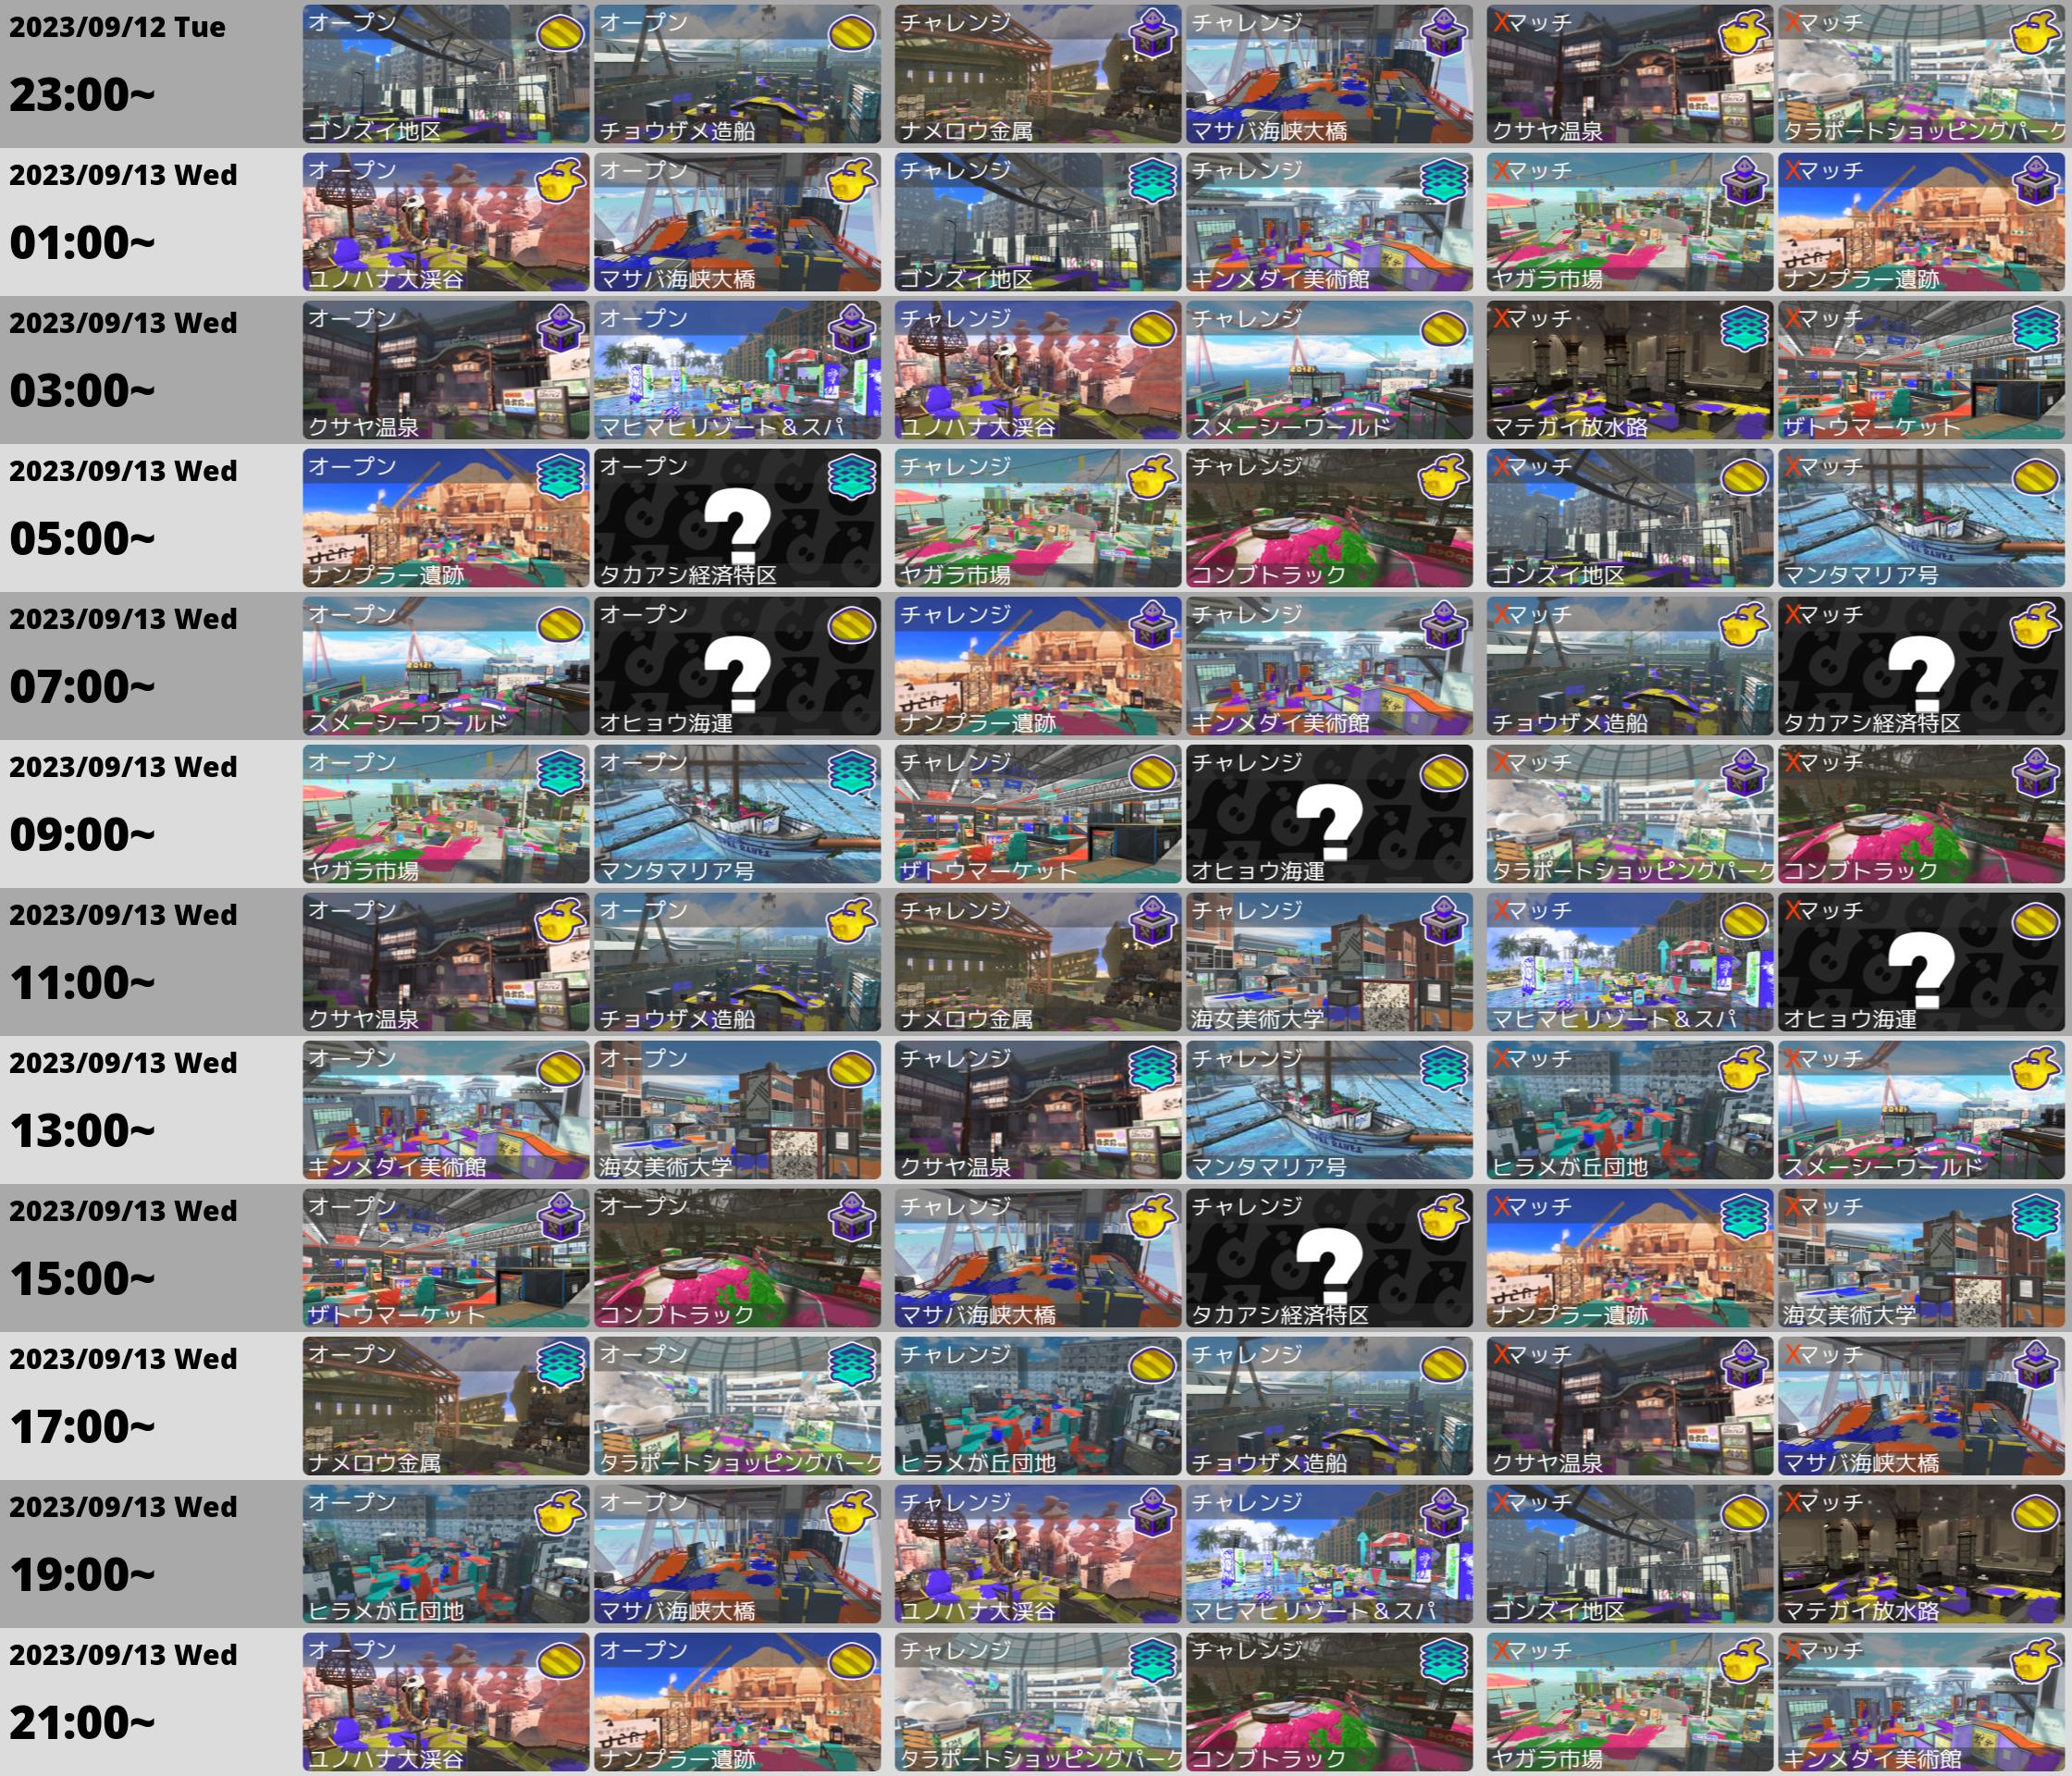 2023/09/12 Tue
23:00~
オープン
ゴンズイ地区
オープン
チョウザメ造船
チャレンジ
ナメロウ金属
チャレンジ
マサバ海峡大橋
Xマッチ
クサヤ温泉
Xマッチ
タラポートショッピングパーク
2023/09/13 Wed
01:00~
オープン
ユノハナ大渓谷
オープン
マサバ海峡大橋
チャレンジ
ゴンズイ地区
チャレンジ
キンメダイ美術館
Xマッチ
ヤガラ市場
Xマッチ
ナンプラー遺跡
2023/09/13 Wed
03:00~
オープン
クサヤ温泉
オープン
マヒマヒリゾート＆スパ
チャレンジ
ユノハナ大渓谷
チャレンジ
スメーシーワールド
Xマッチ
マテガイ放水路
Xマッチ
ザトウマーケット
2023/09/13 Wed
05:00~
オープン
ナンプラー遺跡
オープン
?
タカアシ経済特区
チャレンジ
ヤガラ市場
チャレンジ
コンブトラック
Xマッチ
ゴンズイ地区
Xマッチ
マンタマリア号
2023/09/13 Wed
07:00~
オープン
スメーシーワールド
オープン
?
オヒョウ海運
チャレンジ
ナンプラー遺跡
チャレンジ
キンメダイ美術館
Xマッチ
チョウザメ造船
Xマッチ
?
タカアシ経済特区
2023/09/13 Wed
09:00~
オープン
ヤガラ市場
オープン
マンタマリア号
チャレンジ
ザトウマーケット
チャレンジ
?
オヒョウ海運
Xマッチ
タラポートショッピングパーク
Xマッチ
コンブトラック
2023/09/13 Wed
11:00~
オープン
クサヤ温泉
オープン
チョウザメ造船
チャレンジ
ナメロウ金属
チャレンジ
海女美術大学
Xマッチ
マヒマヒリゾート＆スパ
Xマッチ
?
オヒョウ海運
2023/09/13 Wed
13:00~
オープン
キンメダイ美術館
オープン
海女美術大学
チャレンジ
クサヤ温泉
チャレンジ
マンタマリア号
Xマッチ
ヒラメが丘団地
Xマッチ
スメーシーワールド
2023/09/13 Wed
15:00~
オープン
ザトウマーケット
オープン
コンブトラック
チャレンジ
マサバ海峡大橋
チャレンジ
?
タカアシ経済特区
Xマッチ
ナンプラー遺跡
Xマッチ
海女美術大学
2023/09/13 Wed
17:00~
オープン
ナメロウ金属
オープン
タラポートショッピングパーク
チャレンジ
ヒラメが丘団地
チャレンジ
チョウザメ造船
Xマッチ
クサヤ温泉
Xマッチ
マサバ海峡大橋
2023/09/13 Wed
19:00~
オープン
ヒラメが丘団地
オープン
マサバ海峡大橋
チャレンジ
ユノハナ大渓谷
チャレンジ
マヒマヒリゾート＆スパ
Xマッチ
ゴンズイ地区
Xマッチ
マテガイ放水路
2023/09/13 Wed
21:00~
オープン
ユノハナ大渓谷
オープン
ナンプラー遺跡
チャレンジ
タラポートショッピングパーク
チャレンジ
コンブトラック
Xマッチ
ヤガラ市場
Xマッチ
キンメダイ美術館